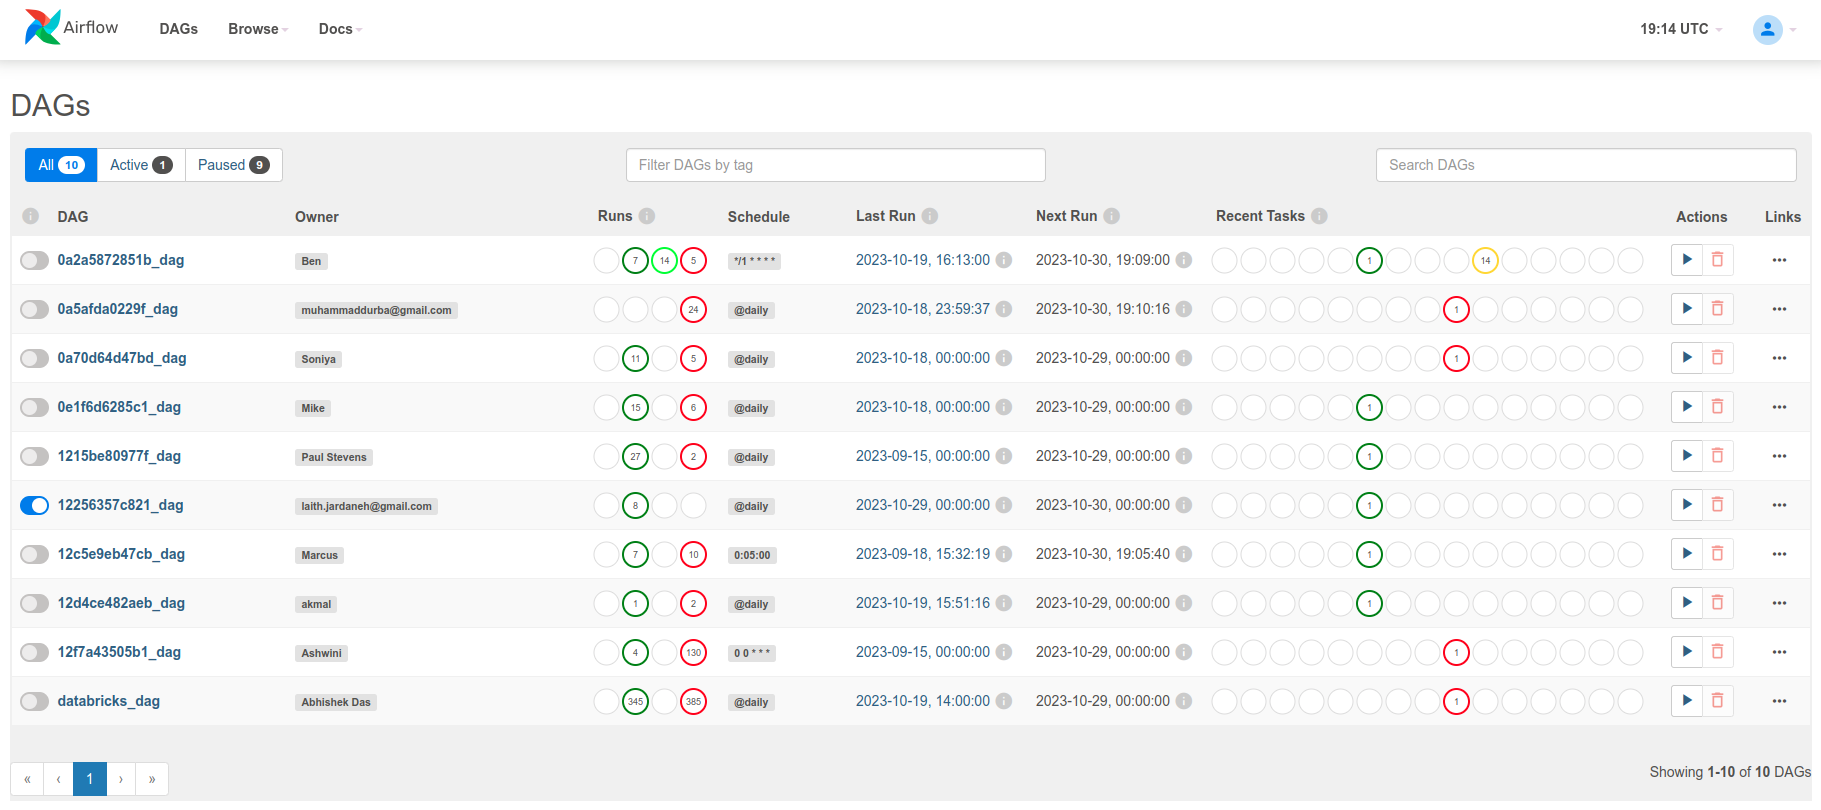 Airflow DAGs Browse Docs 19:14 UTC
DAGs
All 10 Active 1 Paused 9 Filter DAGs by tag Search DAGs
DAG Owner Runs Schedule Last Run Next Run Recent Tasks Actions Links
0a2a5872851b_dag Ben 7 14 5 */1 * * * * 2023-10-19, 16:13:00 2023-10-30, 19:09:00 1 14
0a5afda0229f_dag muhammaddurba@gmail.com 24 @daily 2023-10-18, 23:59:37 2023-10-30, 19:10:16 1
0a70d64d47bd_dag Soniya 11 5 @daily 2023-10-18, 00:00:00 2023-10-29, 00:00:00 1
0e1f6d6285c1_dag Mike 15 6 @daily 2023-10-18, 00:00:00 2023-10-29, 00:00:00 1
1215be80977f_dag Paul Stevens 27 2 @daily 2023-09-15, 00:00:00 2023-10-29, 00:00:00 1
12256357c821_dag laith.jardaneh@gmail.com 8 @daily 2023-10-29, 00:00:00 2023-10-30, 00:00:00 1
12c5e9eb47cb_dag Marcus 7 10 0:05:00 2023-09-18, 15:32:19 2023-10-30, 19:05:40 1
12d4ce482aeb_dag akmal 1 2 @daily 2023-10-19, 15:51:16 2023-10-29, 00:00:00 1
12f7a43505b1_dag Ashwini 4 130 0 0 * * * 2023-09-15, 00:00:00 2023-10-29, 00:00:00 1
databricks_dag Abhishek Das 345 385 @daily 2023-10-19, 14:00:00 2023-10-29, 00:00:00 1
« ‹ 1 › » Showing 1-10 of 10 DAGs